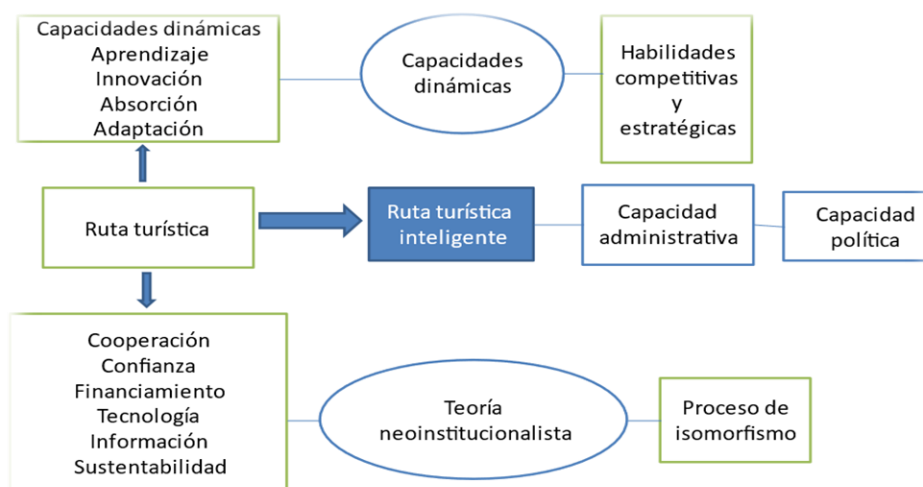 Capacidades dinámicas
Aprendizaje
Innovación
Absorción
Adaptación
Capacidades
dinámicas
Habilidades
competitivas
y
estratégicas
Ruta turística
Ruta turística
inteligente
Capacidad
administrativa
Capacidad
política
Cooperación
Confianza
Financiamiento
Tecnología
Información
Sustentabilidad
Teoría
neoinstitucionalista
Proceso de
isomorfismo